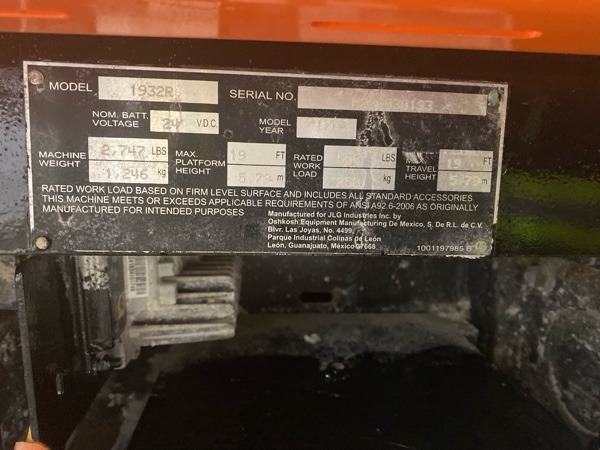 MODEL 1932R SERIAL NO.
NOM. BATT. VOLTAGE 24 V.D.C. MODEL YEAR
MACHINE WEIGHT 2,747 LBS MAX. PLATFORM HEIGHT 19 FT RATED WORK LOAD LBS MAX. TRAVEL HEIGHT 19 FT
1,246 kg 5.79 m kg m
RATED WORK LOAD BASED ON FIRM LEVEL SURFACE AND INCLUDES ALL STANDARD ACCESSORIES
THIS MACHINE MEETS OR EXCEEDS APPLICABLE REQUIREMENTS OF ANSI A92.6-2006 AS ORIGINALLY
MANUFACTURED FOR INTENDED PURPOSES
Manufactured for JLG Industries Inc. by
Oshkosh Equipment Manufacturing De Mexico, S. De R.L. de C.V.
Blvr. Las Joyas, No. 4499,
Parque Industrial Colinas de León
León, Guanajuato, México 37668
1001197985 B